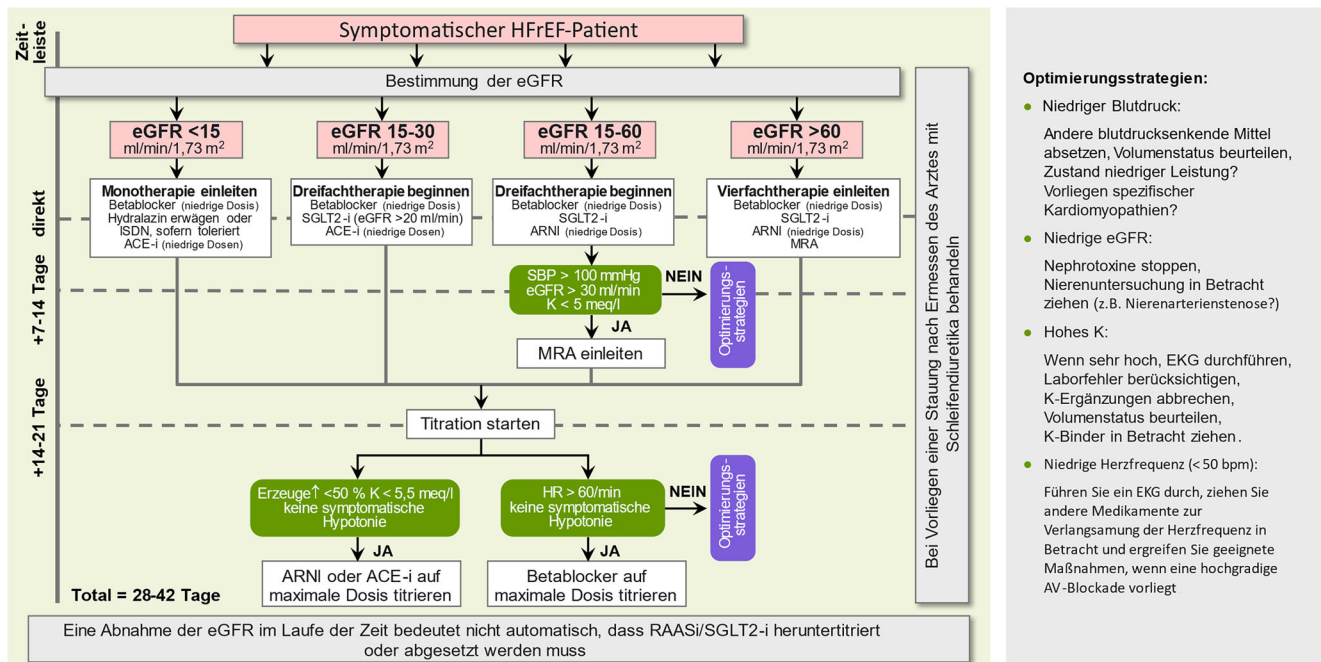 Zeit-
leiste
Symptomatischer HFrEF-Patient
Bestimmung der eGFR
eGFR <15
ml/min/1,73 m²
eGFR 15-30
ml/min/1,73 m²
eGFR 15-60
ml/min/1,73 m²
eGFR >60
ml/min/1,73 m²
direkt
Monotherapie einleiten
Betablocker (niedrige Dosis)
Hydralazin erwägen oder
ISDN, sofern toleriert
ACE-i (niedrige Dosen)
Dreifachtherapie beginnen
Betablocker (niedrige Dosis)
SGLT2-i (eGFR >20 ml/min)
ACE-i (niedrige Dosen)
Dreifachtherapie beginnen
Betablocker (niedrige Dosis)
SGLT2-i
ARNI (niedrige Dosis)
Vierfachtherapie einleiten
Betablocker (niedrige Dosis)
SGLT2-i
ARNI (niedrige Dosis)
MRA
+7-14 Tage
SBP > 100 mmHg
eGFR > 30 ml/min
K < 5 meq/l
NEIN
Optimierungs-
strategien
JA
MRA einleiten
+14-21 Tage
Titration starten
Erzeuge↑ <50 % K < 5,5 meq/l
keine symptomatische
Hypotonie
HR > 60/min
keine symptomatische
Hypotonie
NEIN
Optimierungs-
strategien
JA
JA
ARNI oder ACE-i auf
maximale Dosis titrieren
Betablocker auf
maximale Dosis titrieren
Total = 28-42 Tage
Bei Vorliegen einer Stauung nach Ermessen des Arztes mit
Schleifendiuretika behandeln
Eine Abnahme der eGFR im Laufe der Zeit bedeutet nicht automatisch, dass RAASi/SGLT2-i heruntertitriert
oder abgesetzt werden muss
Optimierungsstrategien:
● Niedriger Blutdruck:
Andere blutdrucksenkende Mittel
absetzen, Volumenstatus beurteilen,
Zustand niedriger Leistung?
Vorliegen spezifischer
Kardiomyopathien?
● Niedrige eGFR:
Nephrotoxine stoppen,
Nierenuntersuchung in Betracht
ziehen (z.B. Nierenarterienstenose?)
● Hohes K:
Wenn sehr hoch, EKG durchführen,
Laborfehler berücksichtigen,
K-Ergänzungen abbrechen,
Volumenstatus beurteilen,
K-Binder in Betracht ziehen.
● Niedrige Herzfrequenz (< 50 bpm):
Führen Sie ein EKG durch, ziehen Sie
andere Medikamente zur
Verlangsamung der Herzfrequenz in
Betracht und ergreifen Sie geeignete
Maßnahmen, wenn eine hochgradige
AV-Blockade vorliegt